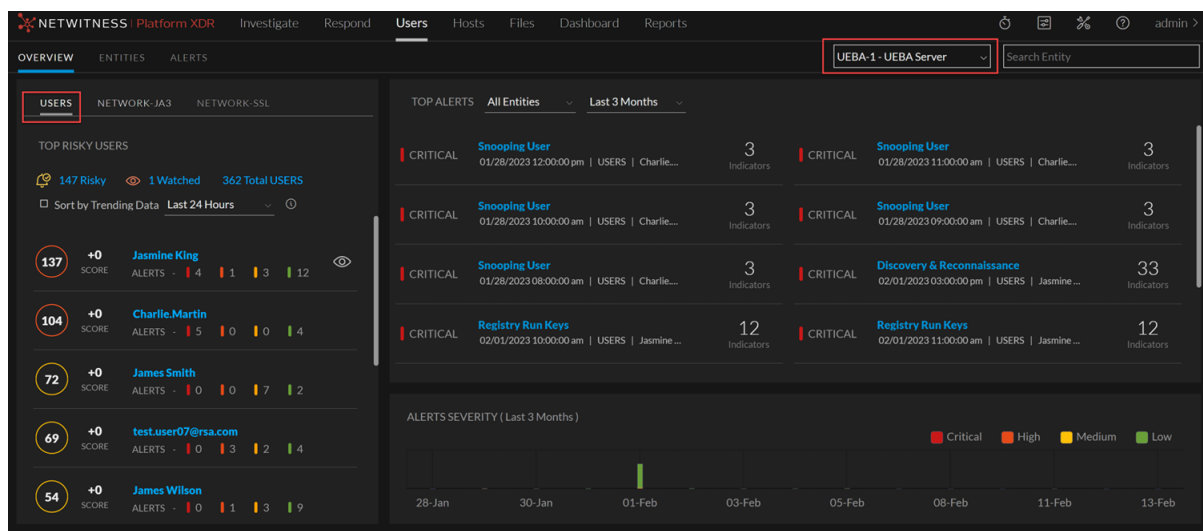 NETWITNESS Platform XDR Investigate Respond Users Hosts Files Dashboard Reports admin >
OVERVIEW ENTITIES ALERTS UEBA-1 - UEBA Server Search Entity
USERS NETWORK-JA3 NETWORK-SSL
TOP RISKY USERS
147 Risky 1 Watched 362 Total USERS
Sort by Trending Data Last 24 Hours
137 +0 SCORE Jasmine King
ALERTS - 4 1 3 12
104 +0 SCORE Charlie.Martin
ALERTS - 5 0 0 4
72 +0 SCORE James Smith
ALERTS - 0 0 7 2
69 +0 SCORE test.user07@rsa.com
ALERTS - 0 3 2 4
54 +0 SCORE James Wilson
ALERTS - 0 1 3 9
TOP ALERTS All Entities Last 3 Months
CRITICAL Snooping User 3
01/28/2023 12:00:00 pm | USERS | Charlie.... Indicators
CRITICAL Snooping User 3
01/28/2023 11:00:00 am | USERS | Charlie.... Indicators
CRITICAL Snooping User 3
01/28/2023 10:00:00 am | USERS | Charlie.... Indicators
CRITICAL Snooping User 3
01/28/2023 09:00:00 am | USERS | Charlie.... Indicators
CRITICAL Snooping User 3
01/28/2023 08:00:00 am | USERS | Charlie.... Indicators
CRITICAL Discovery & Reconnaissance 33
02/01/2023 03:00:00 pm | USERS | Jasmine ... Indicators
CRITICAL Registry Run Keys 12
02/01/2023 10:00:00 am | USERS | Jasmine ... Indicators
CRITICAL Registry Run Keys 12
02/01/2023 11:00:00 am | USERS | Jasmine ... Indicators
ALERTS SEVERITY ( Last 3 Months )
Critical High Medium Low
28-Jan 30-Jan 01-Feb 03-Feb 05-Feb 08-Feb 11-Feb 13-Feb